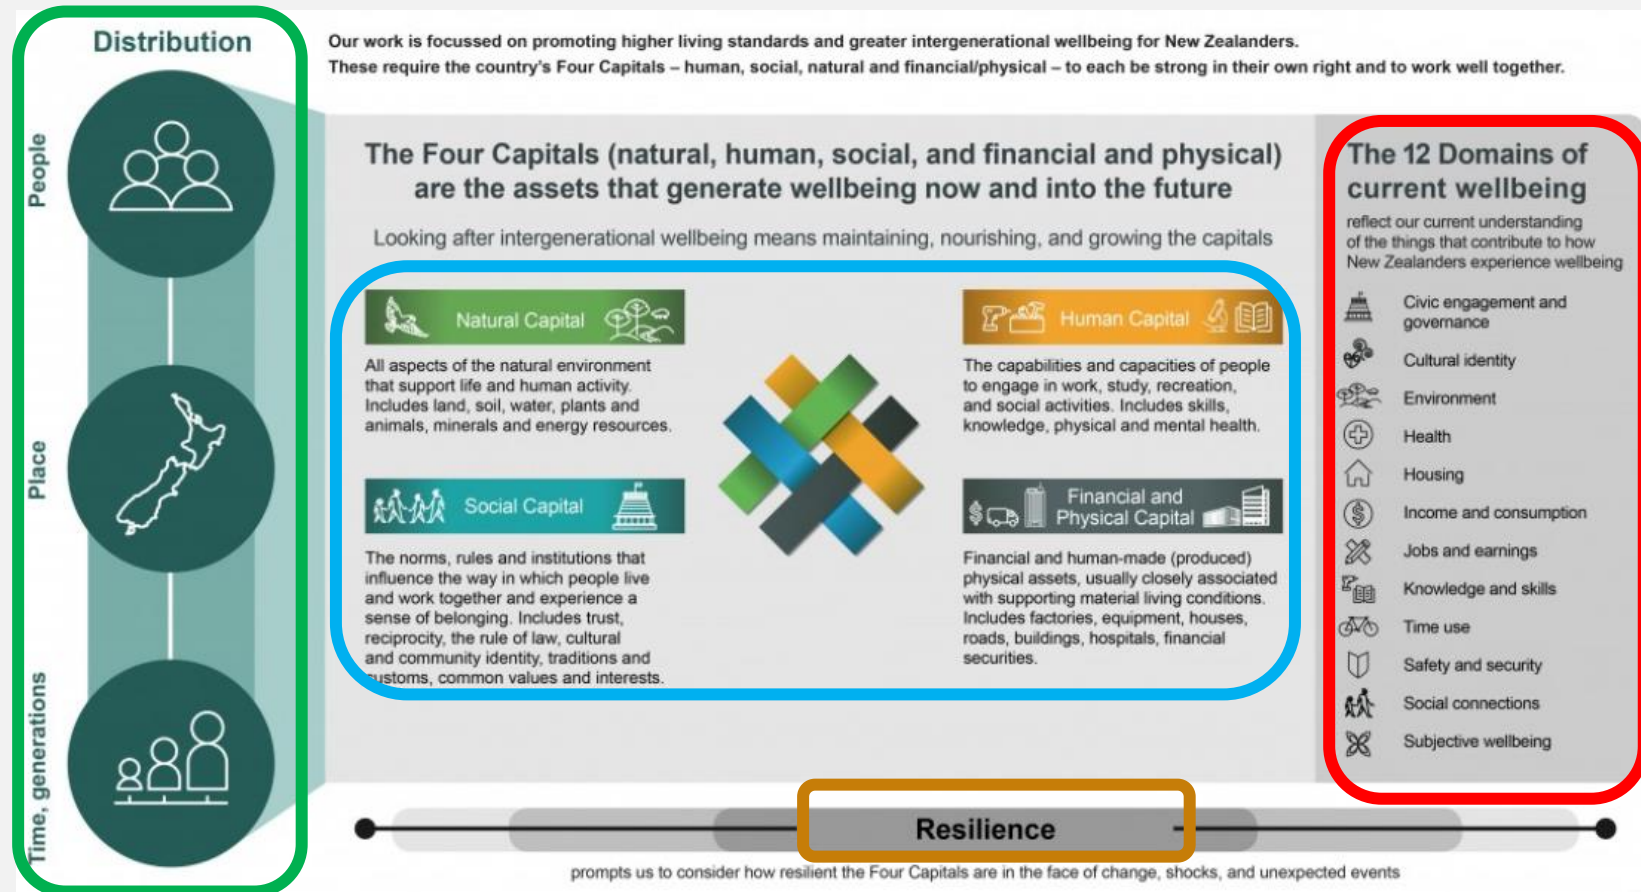 Distribution
People
Place
Time, generations
Our work is focussed on promoting higher living standards and greater intergenerational wellbeing for New Zealanders.
These require the country's Four Capitals – human, social, natural and financial/physical – to each be strong in their own right and to work well together.
The Four Capitals (natural, human, social, and financial and physical)
are the assets that generate wellbeing now and into the future
Looking after intergenerational wellbeing means maintaining, nourishing, and growing the capitals
Natural Capital
All aspects of the natural environment
that support life and human activity.
Includes land, soil, water, plants and
animals, minerals and energy resources.
Human Capital
The capabilities and capacities of people
to engage in work, study, recreation,
and social activities. Includes skills,
knowledge, physical and mental health.
Social Capital
The norms, rules and institutions that
influence the way in which people live
and work together and experience a
sense of belonging. Includes trust,
reciprocity, the rule of law, cultural
and community identity, traditions and
customs, common values and interests.
Financial and
Physical Capital
Financial and human-made (produced)
physical assets, usually closely associated
with supporting material living conditions.
Includes factories, equipment, houses,
roads, buildings, hospitals, financial
securities.
The 12 Domains of
current wellbeing
reflect our current understanding
of the things that contribute to how
New Zealanders experience wellbeing
Civic engagement and
governance
Cultural identity
Environment
Health
Housing
Income and consumption
Jobs and earnings
Knowledge and skills
Time use
Safety and security
Social connections
Subjective wellbeing
Resilience
prompts us to consider how resilient the Four Capitals are in the face of change, shocks, and unexpected events